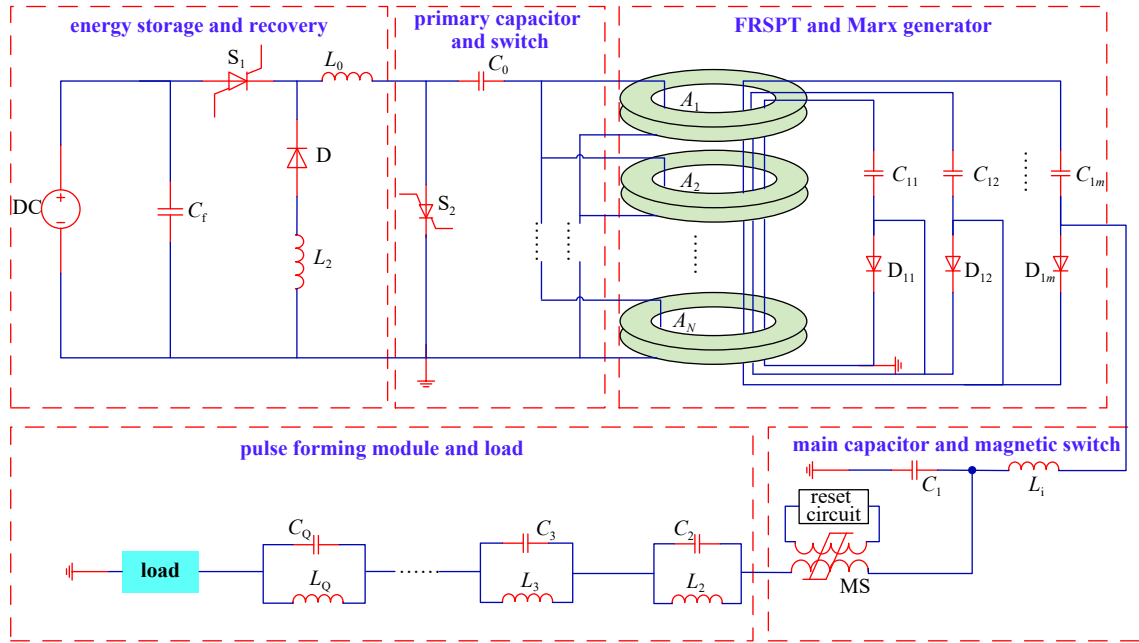 energy storage and recovery
primary capacitor
and switch
FRSPT and Marx generator
S1
L0
C0
A1
D
DC
+
−
Cf
L2
S2
A2
......
......
......
AN
C11
C12
......
C1m
D11
D12
D1m
pulse forming module and load
main capacitor and magnetic switch
C1
Li
reset
circuit
MS
load
CQ
LQ
......
C3
L3
C2
L2